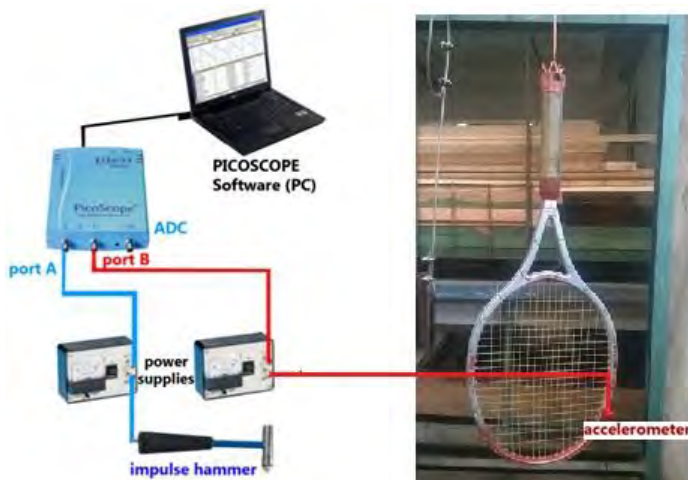 PICOSCOPE
Software (PC)
PicoScope
ADC
port A
port B
power
supplies
accelerometer
impulse hammer